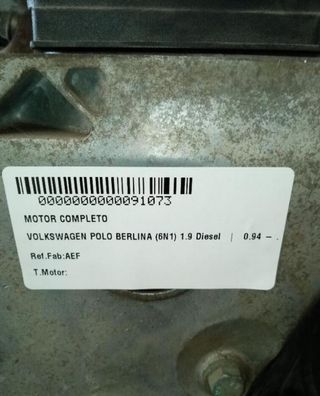 0000000000091073
MOTOR COMPLETO
VOLKSWAGEN POLO BERLINA (6N1) 1.9 Diesel | 0.94 - .
Ref.Fab:AEF
T.Motor: